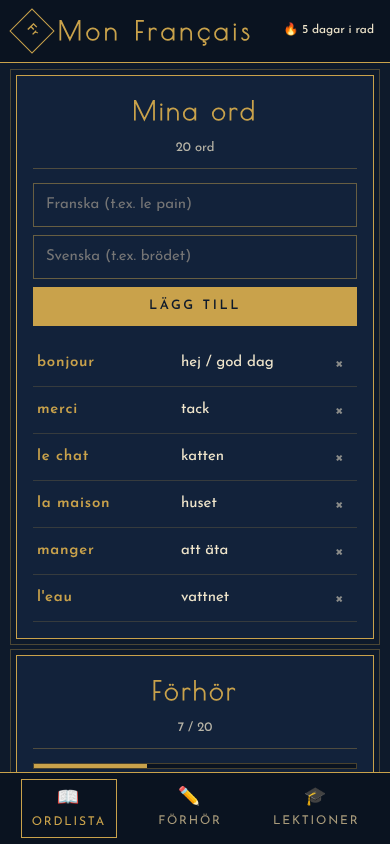 Fr
Mon Français
🔥 5 dagar i rad
Mina ord
20 ord
Franska (t.ex. le pain)
Svenska (t.ex. brödet)
LÄGG TILL
bonjour hej / god dag ×
merci tack ×
le chat katten ×
la maison huset ×
manger att äta ×
l'eau vattnet ×
Förhör
7 / 20
ORDLISTA FÖRHÖR LEKTIONER